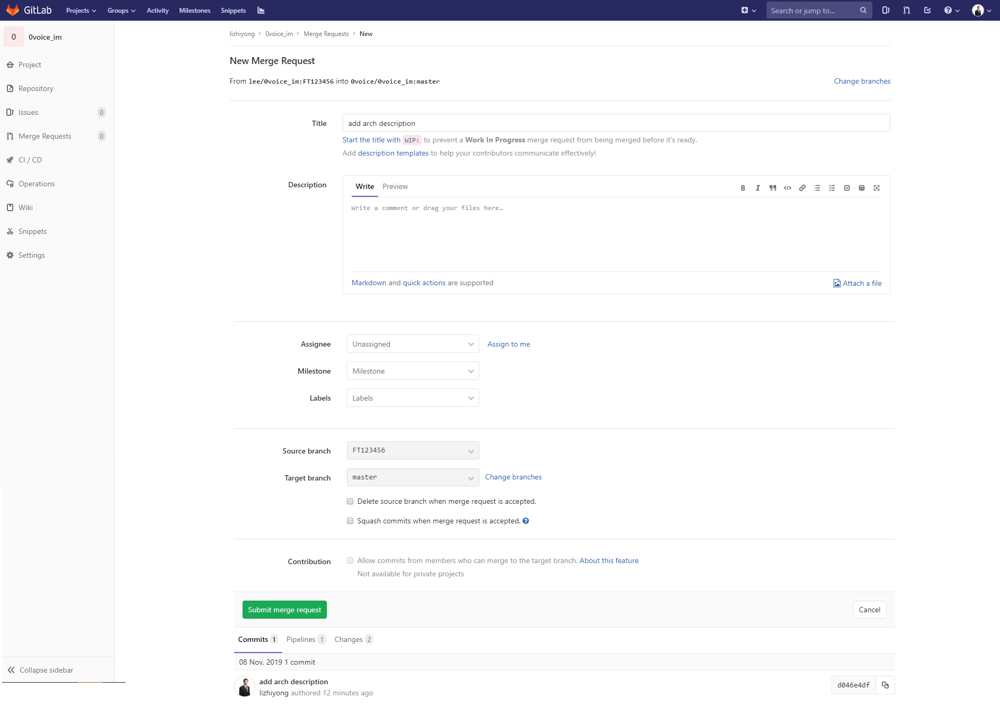 GitLab Projects Groups Activity Milestones Snippets Search or jump to...
0 0voice_im
Project
Repository
Issues 0
Merge Requests 0
CI / CD
Operations
Wiki
Snippets
Settings
Collapse sidebar
lizhiyong > 0voice_im > Merge Requests > New
New Merge Request
From lee/0voice_im:FT123456 into 0voice/0voice_im:master Change branches
Title add arch description
Start the title with WIP: to prevent a Work In Progress merge request from being merged before it's ready.
Add description templates to help your contributors communicate effectively!
Description Write Preview
Write a comment or drag your files here…
Markdown and quick actions are supported Attach a file
Assignee Unassigned Assign to me
Milestone Milestone
Labels Labels
Source branch FT123456
Target branch master Change branches
Delete source branch when merge request is accepted.
Squash commits when merge request is accepted.
Contribution Allow commits from members who can merge to the target branch. About this feature
Not available for private projects
Submit merge request Cancel
Commits 1 Pipelines 1 Changes 2
08 Nov, 2019 1 commit
add arch description
lizhiyong authored 12 minutes ago
d046e4df